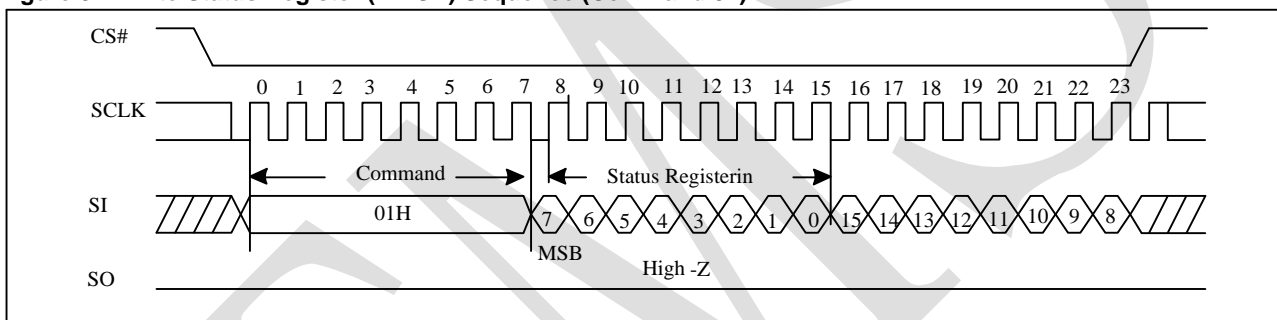 CS#
0 1 2 3 4 5 6 7 8 9 10 11 12 13 14 15 16 17 18 19 20 21 22 23
SCLK
Command Status Registerin
SI 01H 7 6 5 4 3 2 1 0 15 14 13 12 11 10 9 8
MSB
High -Z
SO